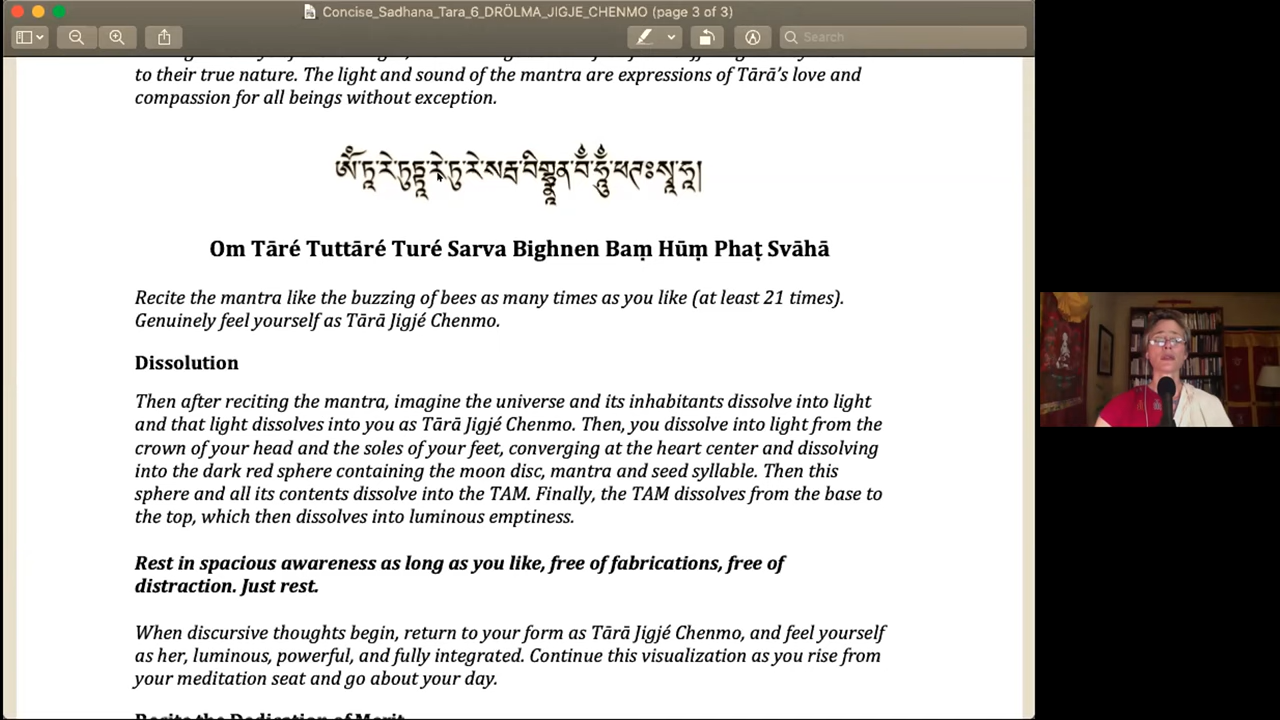 Concise_Sadhana_Tara_6_DRÖLMA_JIGJE_CHENMO (page 3 of 3)
Search
to their true nature. The light and sound of the mantra are expressions of Tārā's love and
compassion for all beings without exception.
Om Tāré Tuttāré Turé Sarva Bighnen Baṃ Hūṃ Phaṭ Svāhā
Recite the mantra like the buzzing of bees as many times as you like (at least 21 times).
Genuinely feel yourself as Tārā Jigjé Chenmo.
Dissolution
Then after reciting the mantra, imagine the universe and its inhabitants dissolve into light
and that light dissolves into you as Tārā Jigjé Chenmo. Then, you dissolve into light from the
crown of your head and the soles of your feet, converging at the heart center and dissolving
into the dark red sphere containing the moon disc, mantra and seed syllable. Then this
sphere and all its contents dissolve into the TAM. Finally, the TAM dissolves from the base to
the top, which then dissolves into luminous emptiness.
Rest in spacious awareness as long as you like, free of fabrications, free of
distraction. Just rest.
When discursive thoughts begin, return to your form as Tārā Jigjé Chenmo, and feel yourself
as her, luminous, powerful, and fully integrated. Continue this visualization as you rise from
your meditation seat and go about your day.
Recite the Dedication of Merit